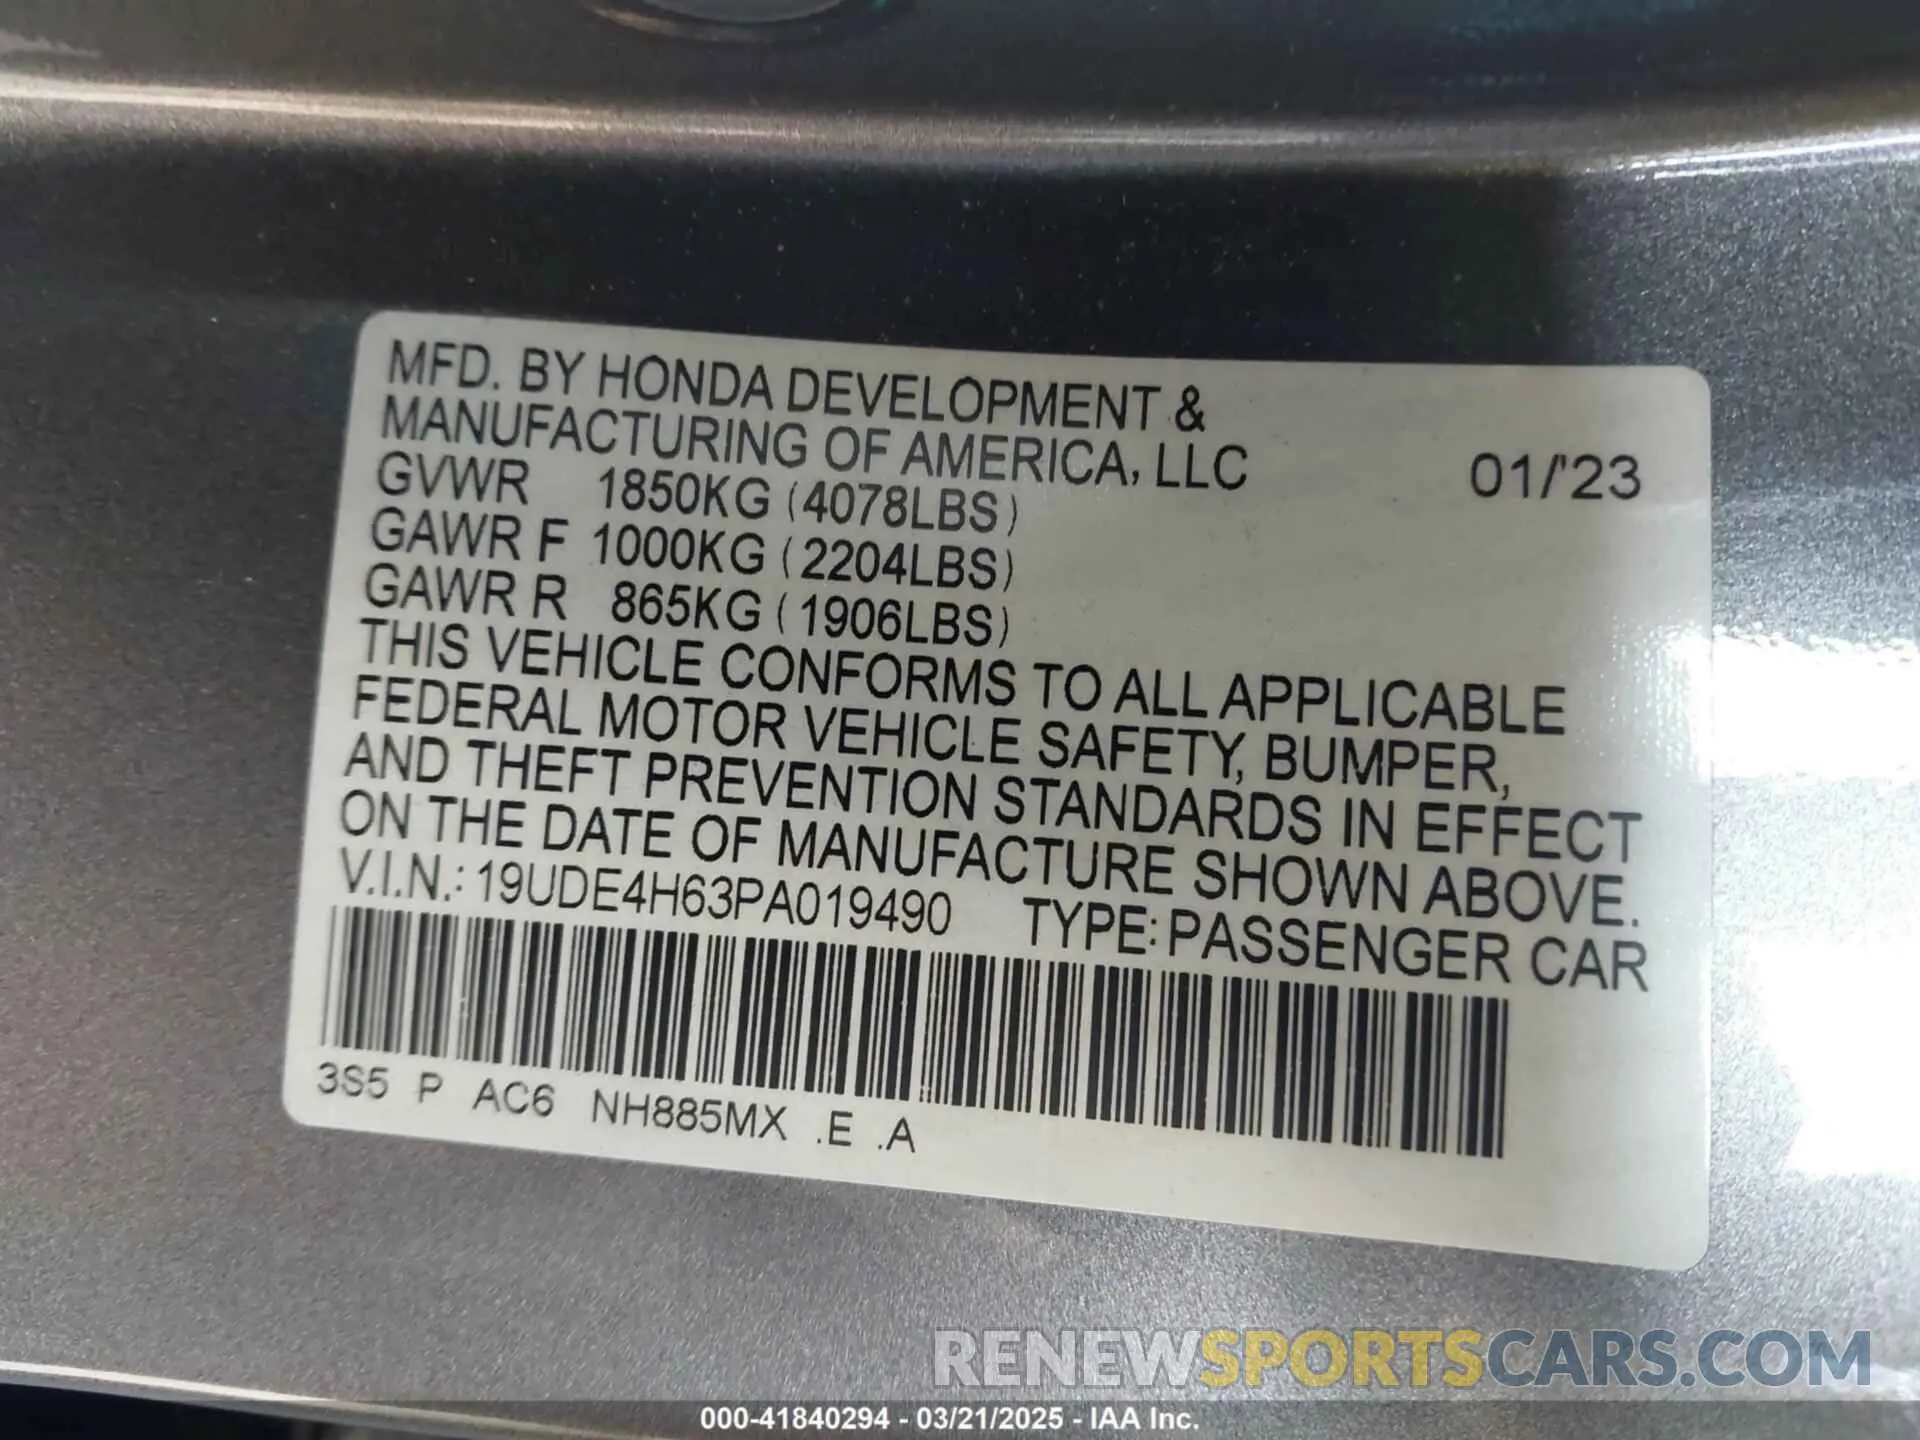 MFD. BY HONDA DEVELOPMENT &
MANUFACTURING OF AMERICA, LLC 01/'23
GVWR 1850KG (4078LBS)
GAWR F 1000KG (2204LBS)
GAWR R 865KG (1906LBS)
THIS VEHICLE CONFORMS TO ALL APPLICABLE
FEDERAL MOTOR VEHICLE SAFETY, BUMPER,
AND THEFT PREVENTION STANDARDS IN EFFECT
ON THE DATE OF MANUFACTURE SHOWN ABOVE.
V.I.N.: 19UDE4H63PA019490 TYPE: PASSENGER CAR
3S5 P AC6 NH885MX .E .A
RENEWSPORTSCARS.COM
000-41840294 - 03/21/2025 - IAA Inc.